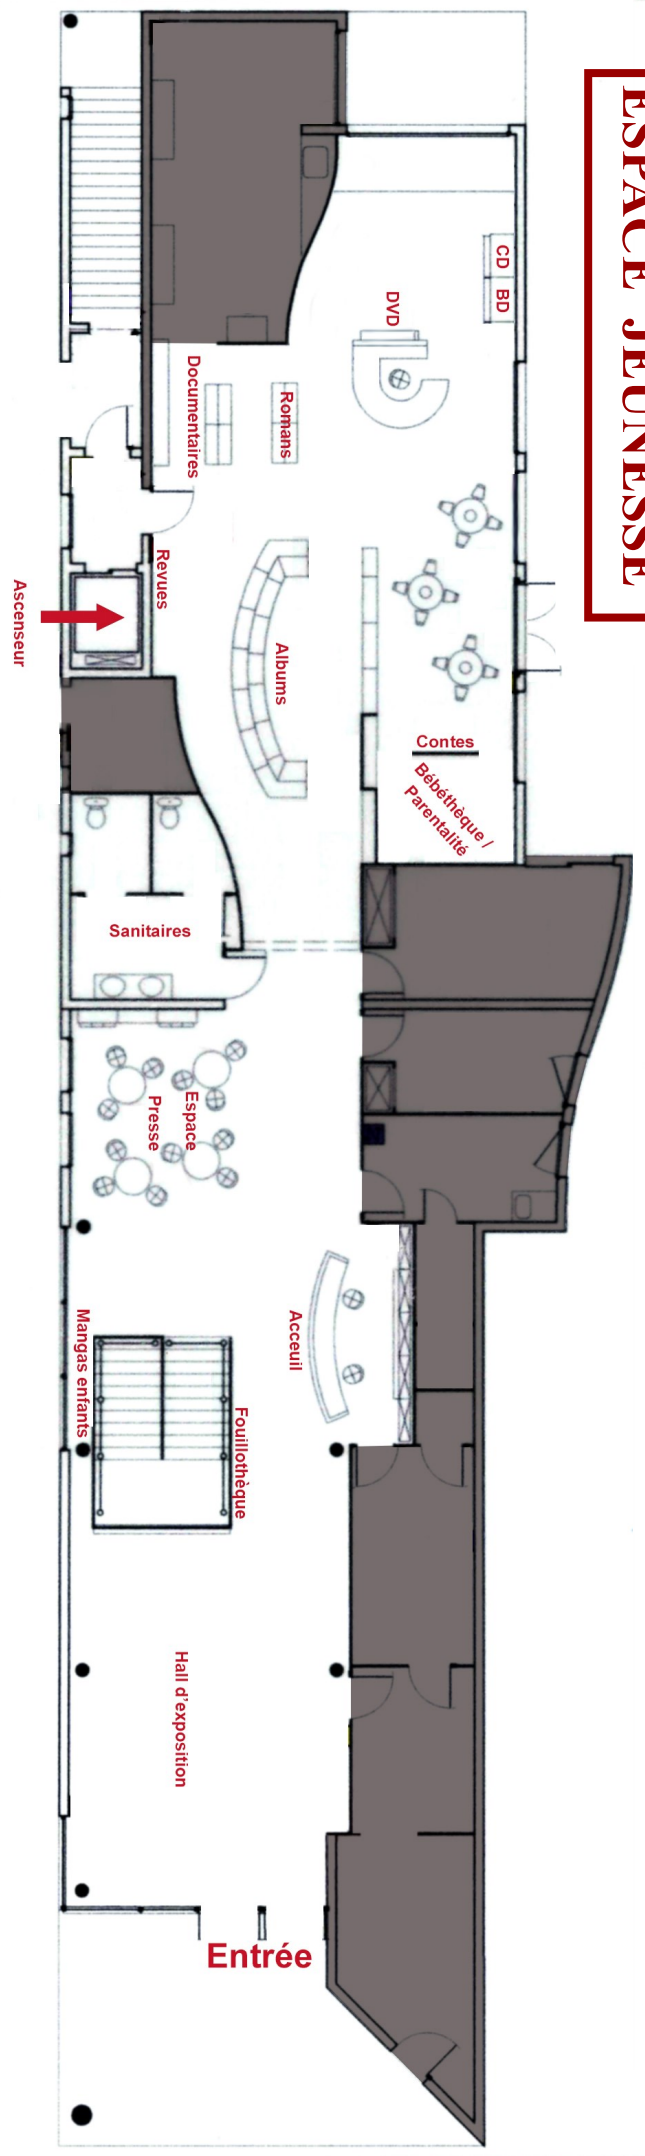 ESPACE JEUNESSE
CD
BD
DVD
Romans
Documentaires
Revues
Ascenseur
Albums
Contes
Bébéthèque /
Parentalité
Sanitaires
Espace
Presse
Acceuil
Mangas enfants
Fouillothèque
Hall d'exposition
Entrée